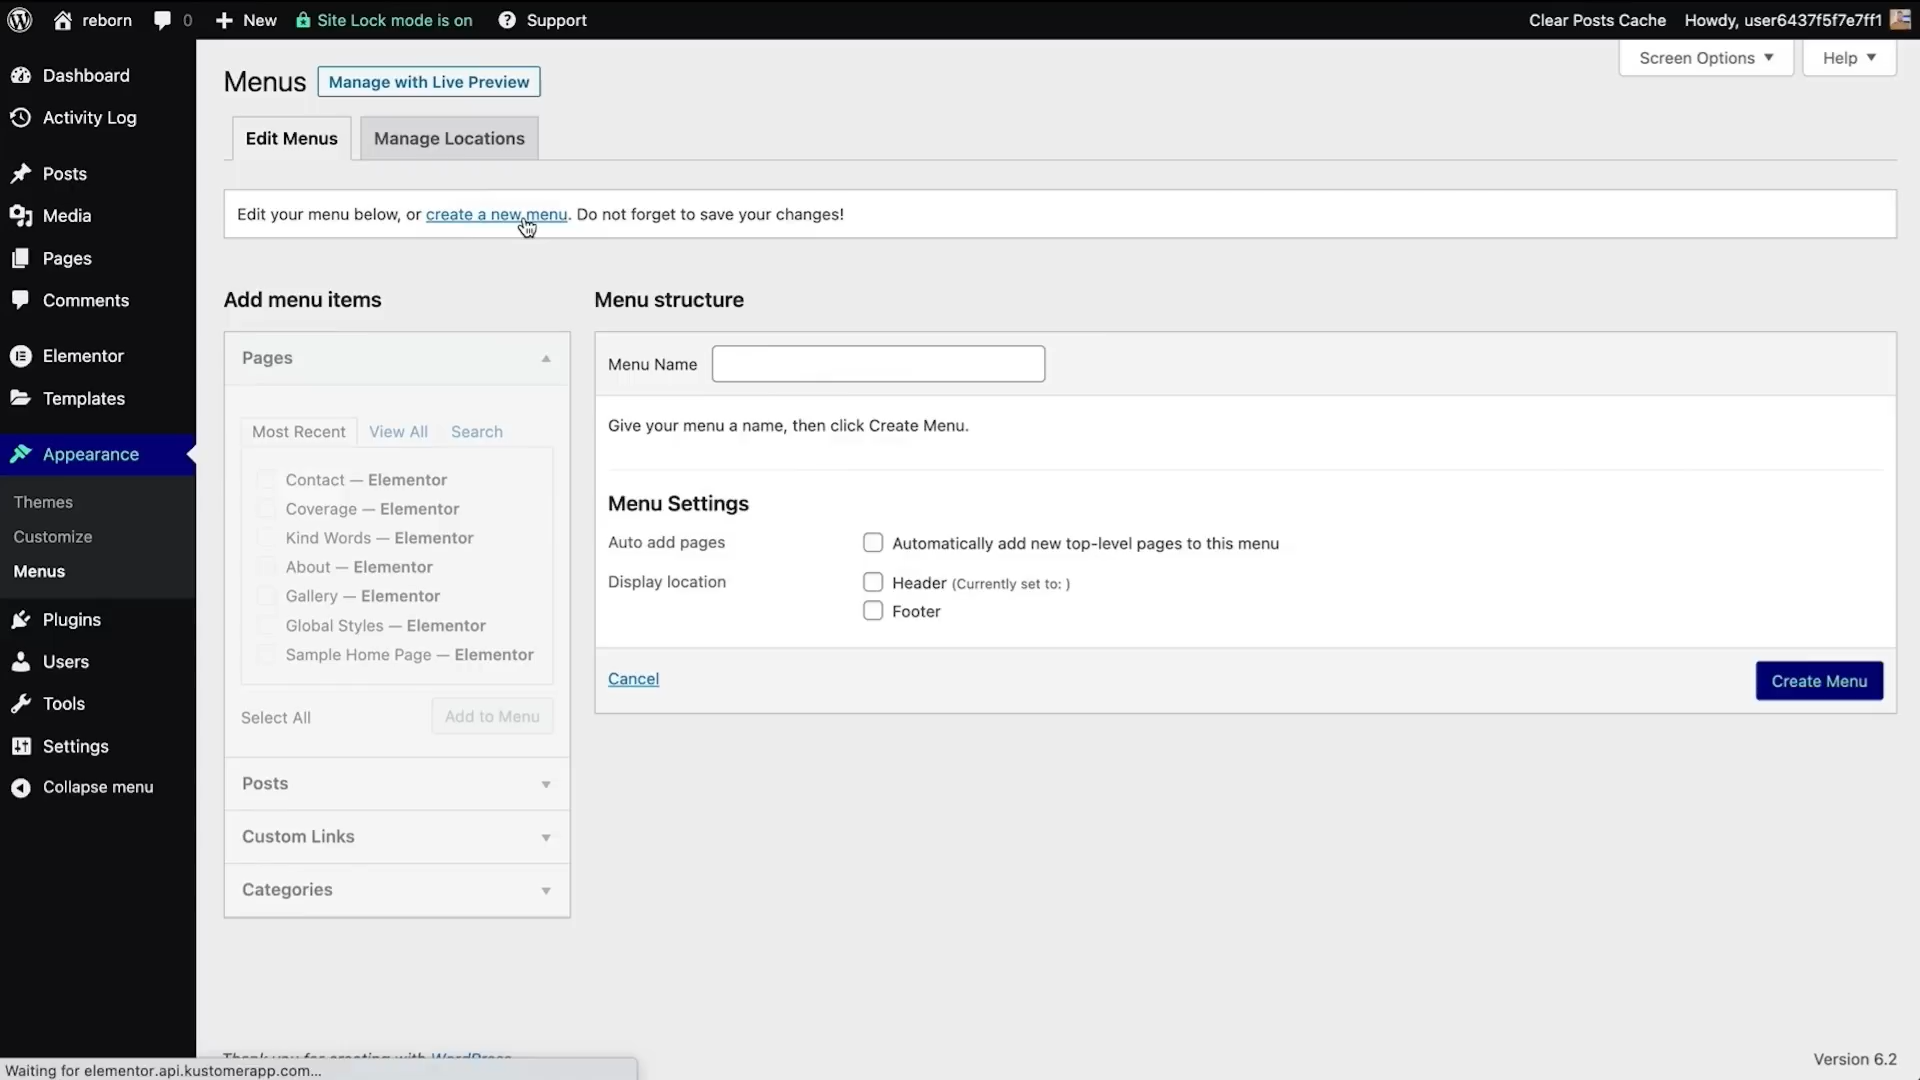 reborn
0
New
Site Lock mode is on
Support
Clear Posts Cache
Howdy, user6437f5f7e7ff1
Dashboard
Activity Log
Posts
Media
Pages
Comments
Elementor
Templates
Appearance
Themes
Customize
Menus
Plugins
Users
Tools
Settings
Collapse menu
Screen Options
Help
Menus
Manage with Live Preview
Edit Menus
Manage Locations
Edit your menu below, or create a new menu. Do not forget to save your changes!
Add menu items
Pages
Most Recent
View All
Search
Contact — Elementor
Coverage — Elementor
Kind Words — Elementor
About — Elementor
Gallery — Elementor
Global Styles — Elementor
Sample Home Page — Elementor
Select All
Add to Menu
Posts
Custom Links
Categories
Menu structure
Menu Name
Give your menu a name, then click Create Menu.
Menu Settings
Auto add pages
Automatically add new top-level pages to this menu
Display location
Header (Currently set to: )
Footer
Cancel
Create Menu
Thank you for creating with WordPress
Version 6.2
Waiting for elementor.api.kustomerapp.com...